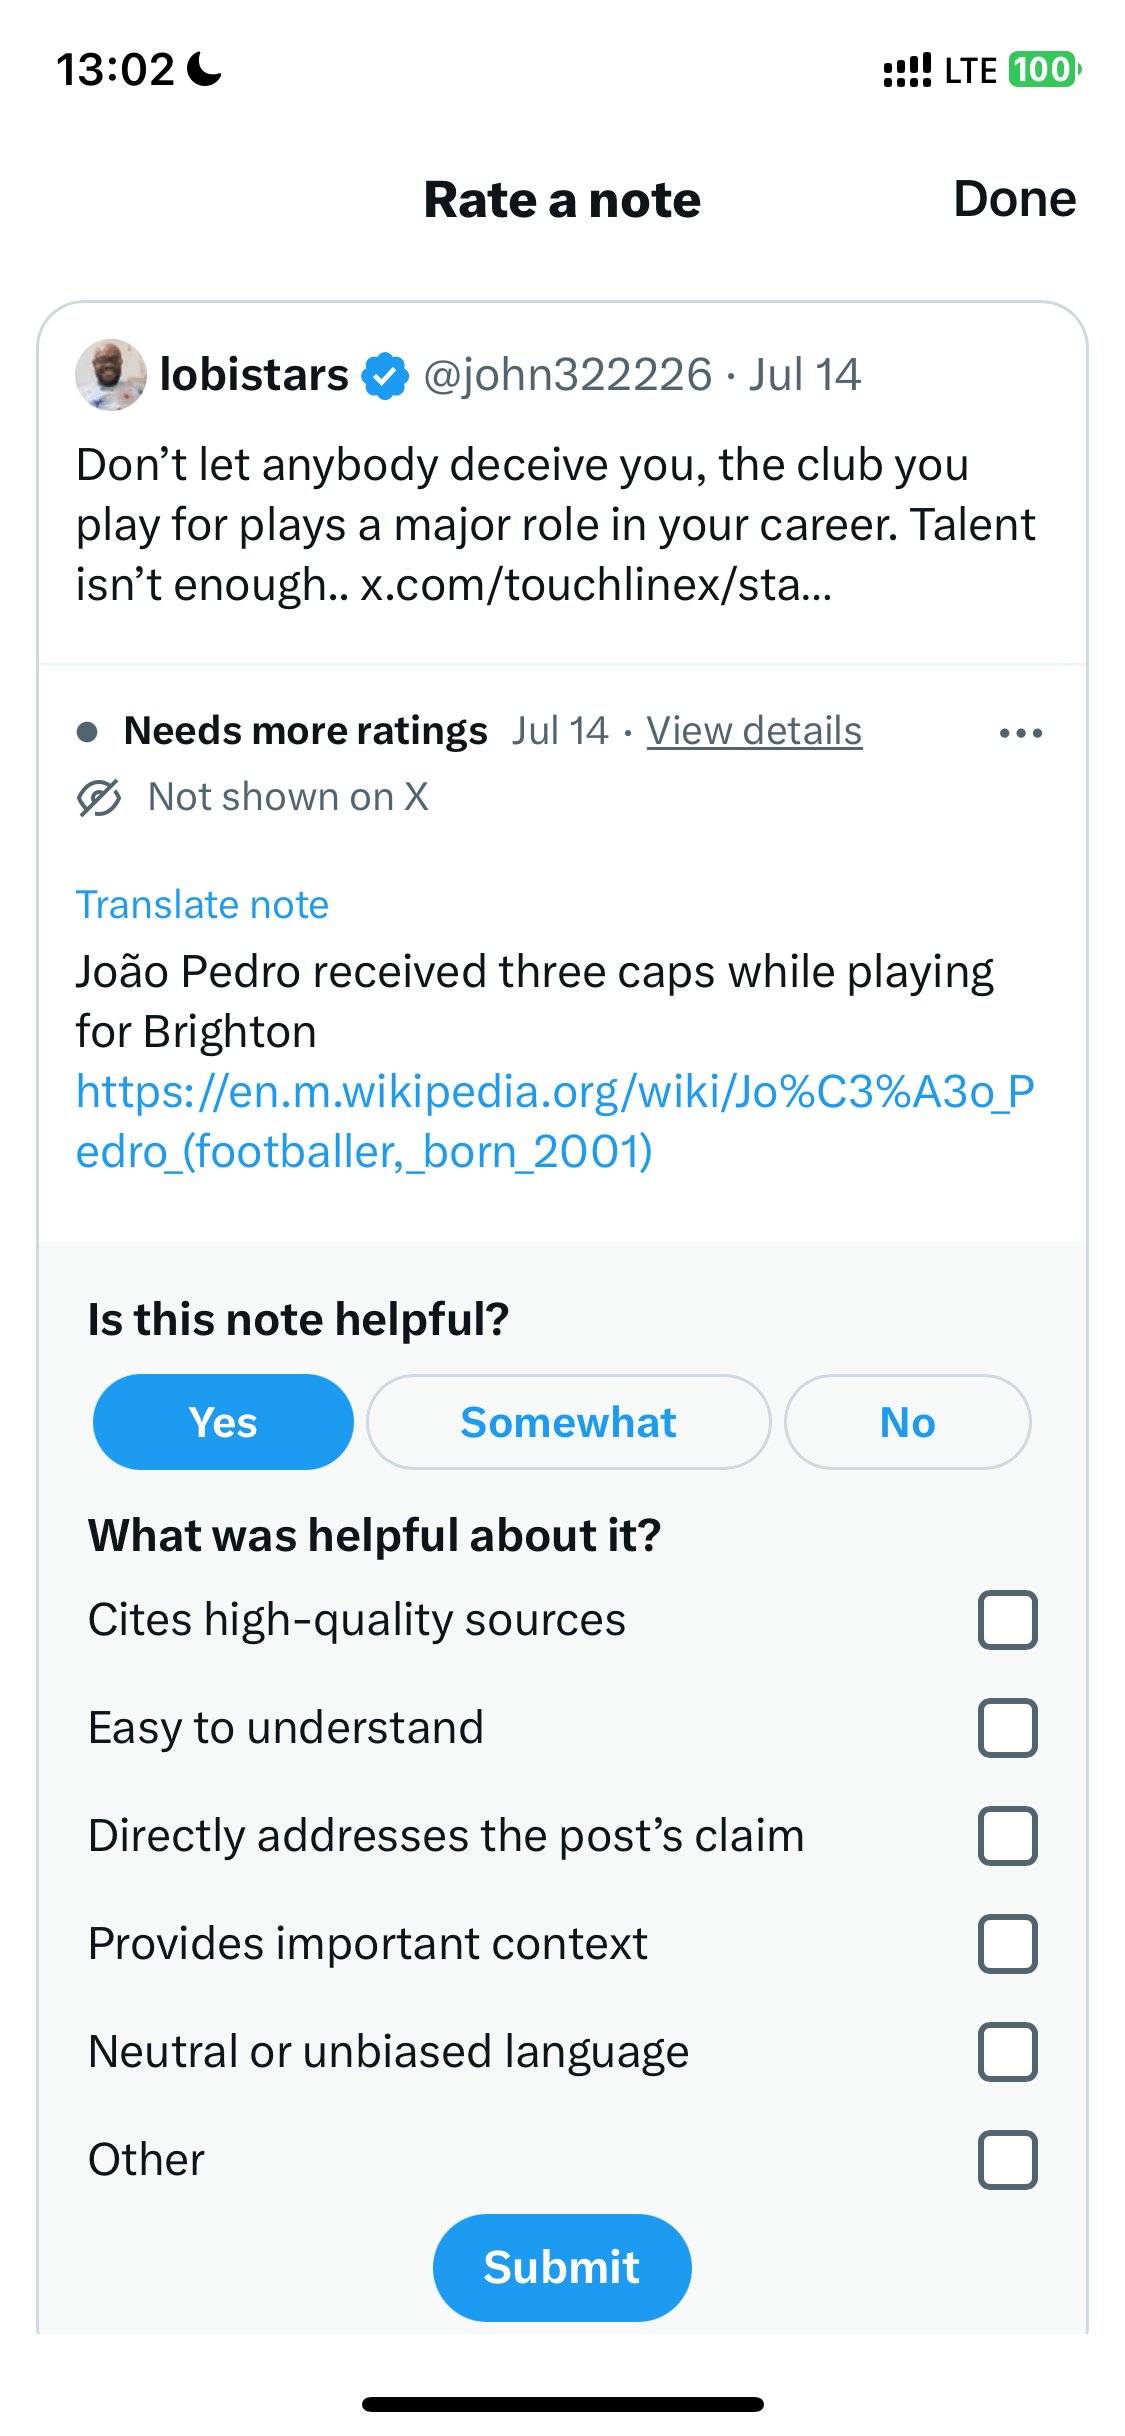 13:02
LTE 100
Rate a note
Done
lobistars @john322226 · Jul 14
Don’t let anybody deceive you, the club you
play for plays a major role in your career. Talent
isn’t enough.. x.com/touchlinex/sta...
Needs more ratings Jul 14 · View details
Not shown on X
Translate note
João Pedro received three caps while playing
for Brighton
https://en.m.wikipedia.org/wiki/Jo%C3%A3o_P
edro_(footballer,_born_2001)
Is this note helpful?
Yes
Somewhat
No
What was helpful about it?
Cites high-quality sources
Easy to understand
Directly addresses the post’s claim
Provides important context
Neutral or unbiased language
Other
Submit